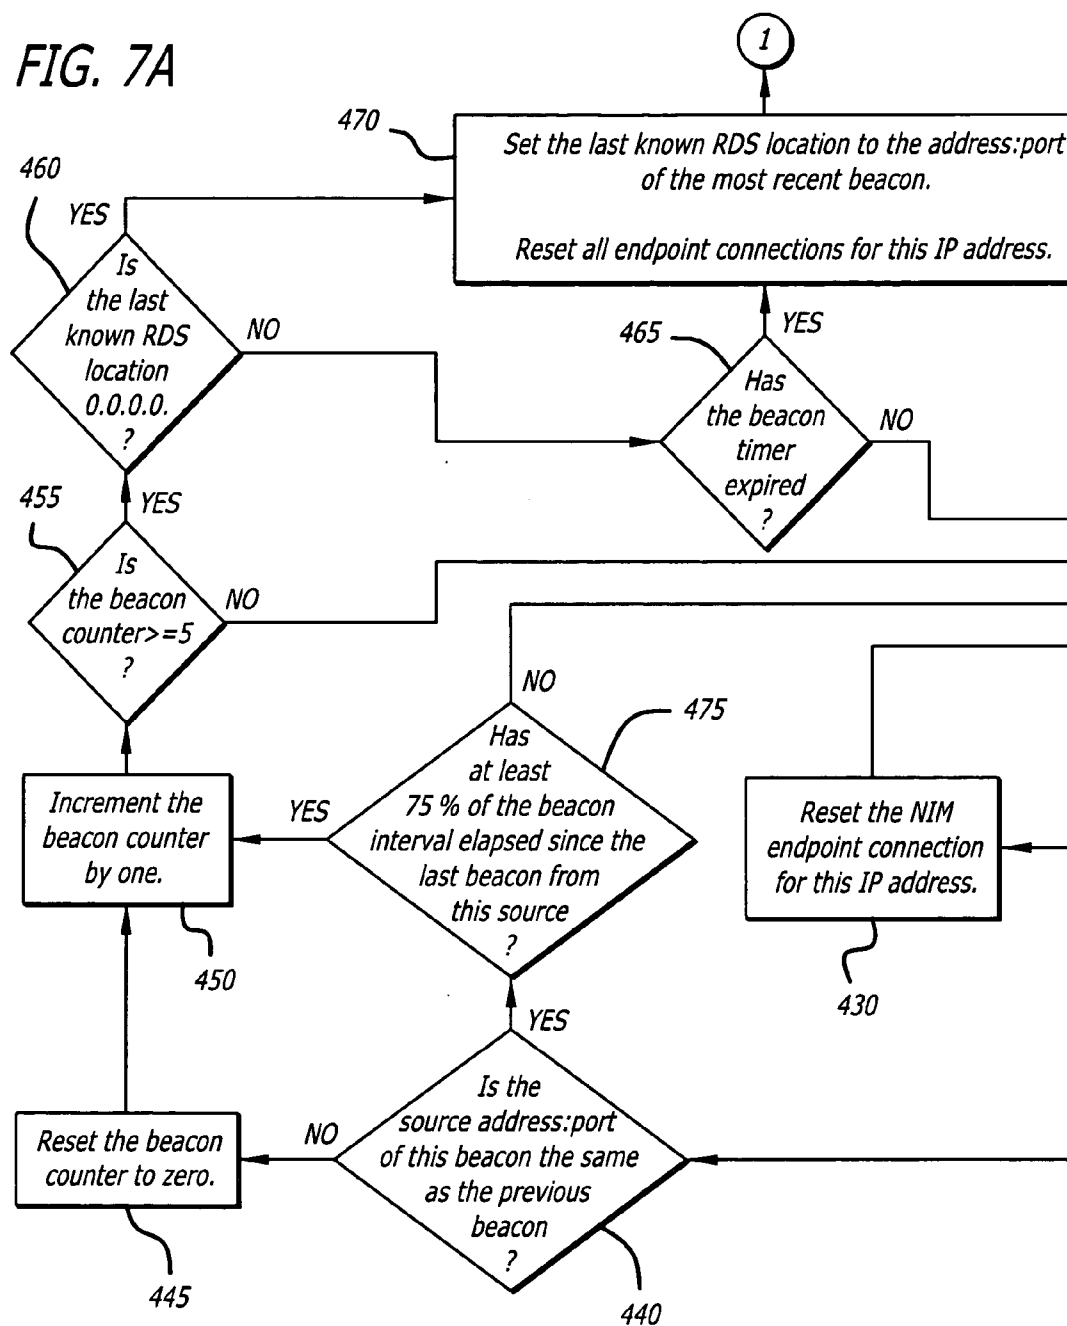 FIG. 7A
1
470
Set the last known RDS location to the address:port
of the most recent beacon.
Reset all endpoint connections for this IP address.
460
YES
Is
the last
known RDS
location
0.0.0.0.
?
NO
465
YES
Has
the beacon
timer
expired
?
NO
455
YES
Is
the beacon
counter>=5
?
NO
NO
475
Has
at least
75 % of the beacon
interval elapsed since the
last beacon from
this source
?
YES
Increment the
beacon counter
by one.
450
Reset the NIM
endpoint connection
for this IP address.
430
YES
Is the
source address:port
of this beacon the same
as the previous
beacon
?
NO
Reset the beacon
counter to zero.
445
440